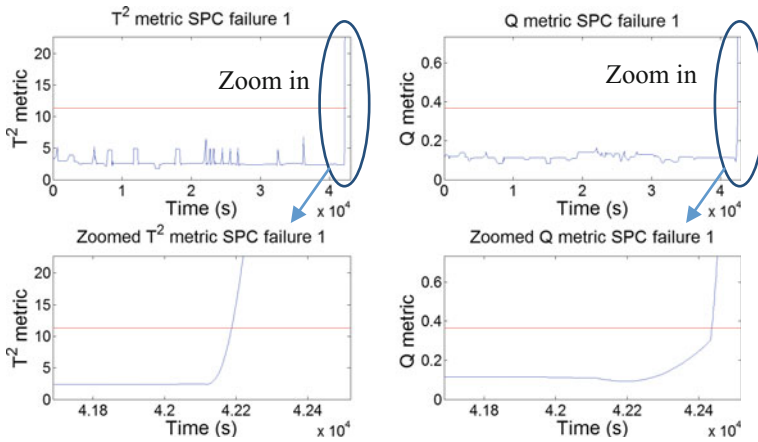 T² metric SPC failure 1
T² metric
20
15
10
5
0
Zoom in
0
1
2
3
4
Time (s)
x 10⁴
Q metric SPC failure 1
Q metric
0.6
0.4
0.2
0
Zoom in
0
1
2
3
4
Time (s)
x 10⁴
Zoomed T² metric SPC failure 1
T² metric
20
15
10
5
0
4.18
4.2
4.22
4.24
Time (s)
x 10⁴
Zoomed Q metric SPC failure 1
Q metric
0.6
0.4
0.2
0
4.18
4.2
4.22
4.24
Time (s)
x 10⁴